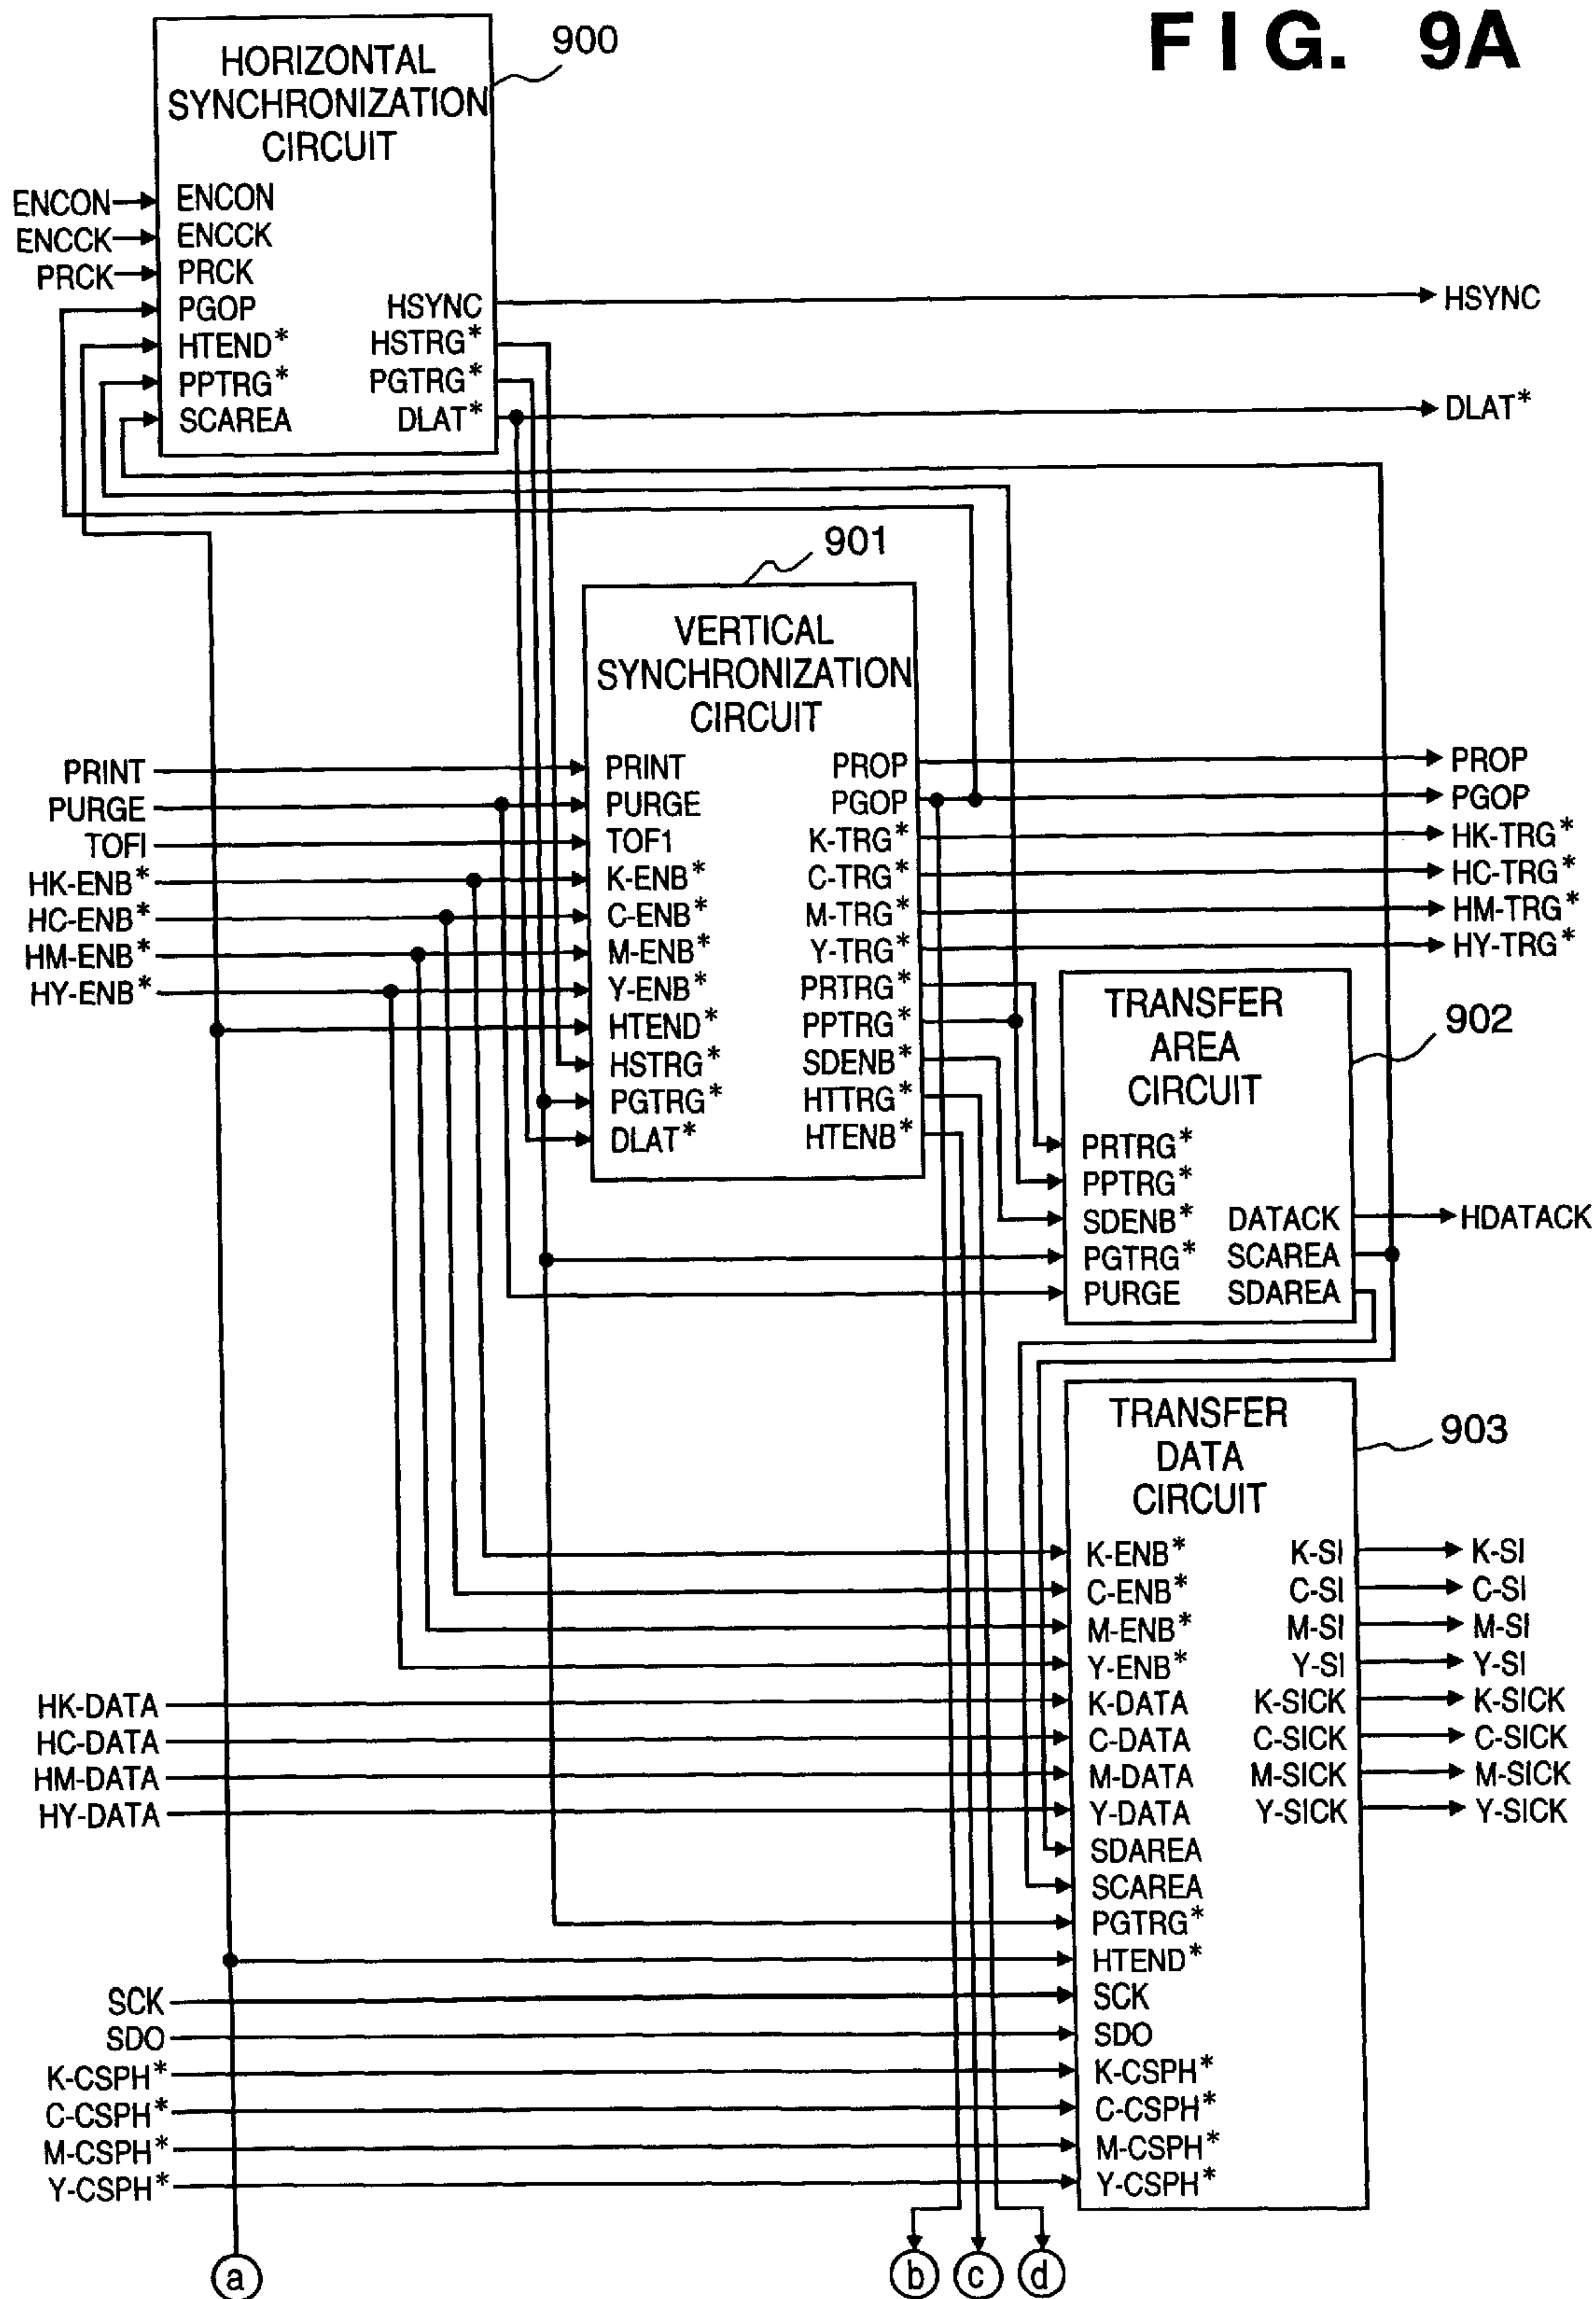 FIG. 9A
900
HORIZONTAL
SYNCHRONIZATION
CIRCUIT
ENCON ENCON
ENCCK ENCCK
PRCK PRCK
PGOP HSYNC HSYNC
HTEND* HSTRG*
PPTRG* PGTRG*
SCAREA DLAT* DLAT*
901
VERTICAL
SYNCHRONIZATION
CIRCUIT
PRINT PRINT PROP PROP
PURGE PURGE PGOP PGOP
TOFI TOF1 K-TRG* HK-TRG*
HK-ENB* K-ENB* C-TRG* HC-TRG*
HC-ENB* C-ENB* M-TRG* HM-TRG*
HM-ENB* M-ENB* Y-TRG* HY-TRG*
HY-ENB* Y-ENB* PRTRG*
HTEND* PPTRG*
HSTRG* SDENB*
PGTRG* HTTRG*
DLAT* HTENB*
902
TRANSFER
AREA
CIRCUIT
PRTRG*
PPTRG*
SDENB* DATACK HDATACK
PGTRG* SCAREA
PURGE SDAREA
903
TRANSFER
DATA
CIRCUIT
K-ENB* K-SI K-SI
C-ENB* C-SI C-SI
M-ENB* M-SI M-SI
Y-ENB* Y-SI Y-SI
HK-DATA K-DATA K-SICK K-SICK
HC-DATA C-DATA C-SICK C-SICK
HM-DATA M-DATA M-SICK M-SICK
HY-DATA Y-DATA Y-SICK Y-SICK
SDAREA
SCAREA
PGTRG*
HTEND*
SCK SCK
SDO SDO
K-CSPH* K-CSPH*
C-CSPH* C-CSPH*
M-CSPH* M-CSPH*
Y-CSPH* Y-CSPH*
a b c d